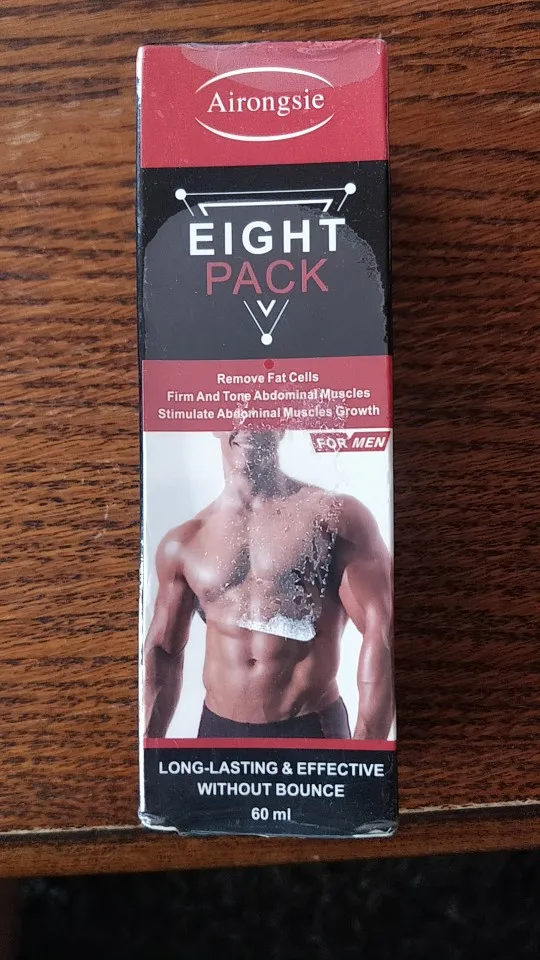 Airongsie
EIGHT
PACK
Remove Fat Cells
Firm And Tone Abdominal Muscles
Stimulate Abdominal Muscles Growth
FOR MEN
LONG-LASTING & EFFECTIVE
WITHOUT BOUNCE
60 ml